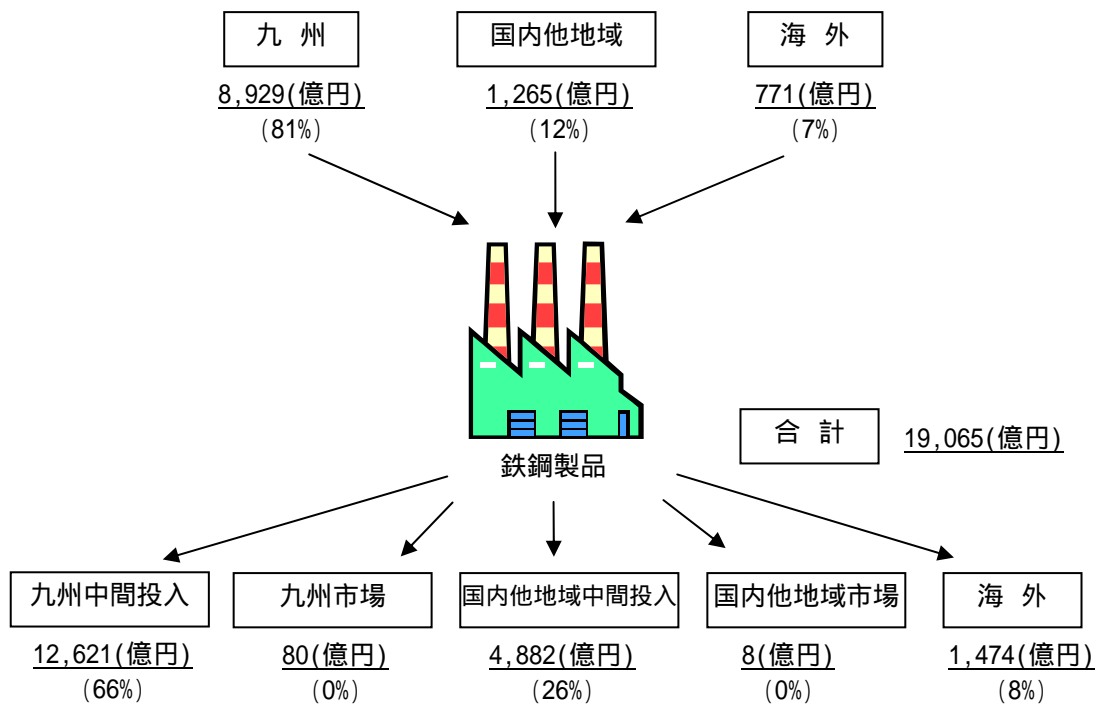 九 州 国内他地域 海 外
8,929(億円) 1,265(億円) 771(億円)
(81%) (12%) (7%)
合 計 19,065(億円)
鉄鋼製品
九州中間投入 九州市場 国内他地域中間投入 国内他地域市場 海 外
12,621(億円) 80(億円) 4,882(億円) 8(億円) 1,474(億円)
(66%) (0%) (26%) (0%) (8%)